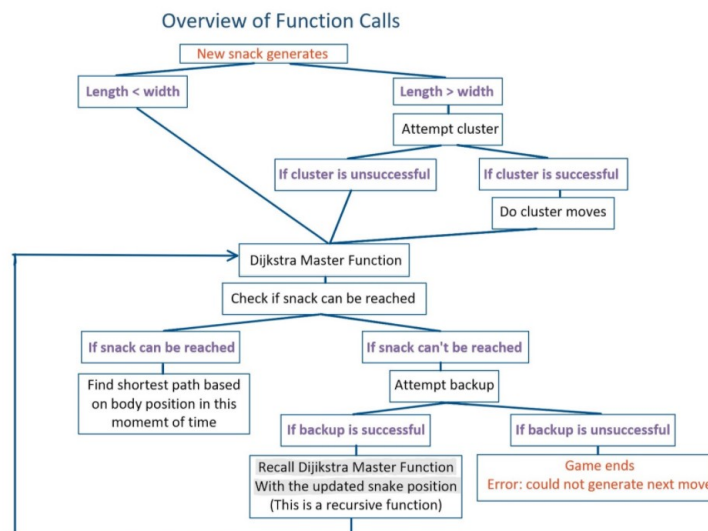 Overview of Function Calls
New snack generates
Length < width
Length > width
Attempt cluster
If cluster is unsuccessful
If cluster is successful
Do cluster moves
Dijkstra Master Function
Check if snack can be reached
If snack can be reached
If snack can't be reached
Find shortest path based
on body position in this
momemt of time
Attempt backup
If backup is successful
If backup is unsuccessful
Recall Dijikstra Master Function
With the updated snake position
(This is a recursive function)
Game ends
Error: could not generate next move